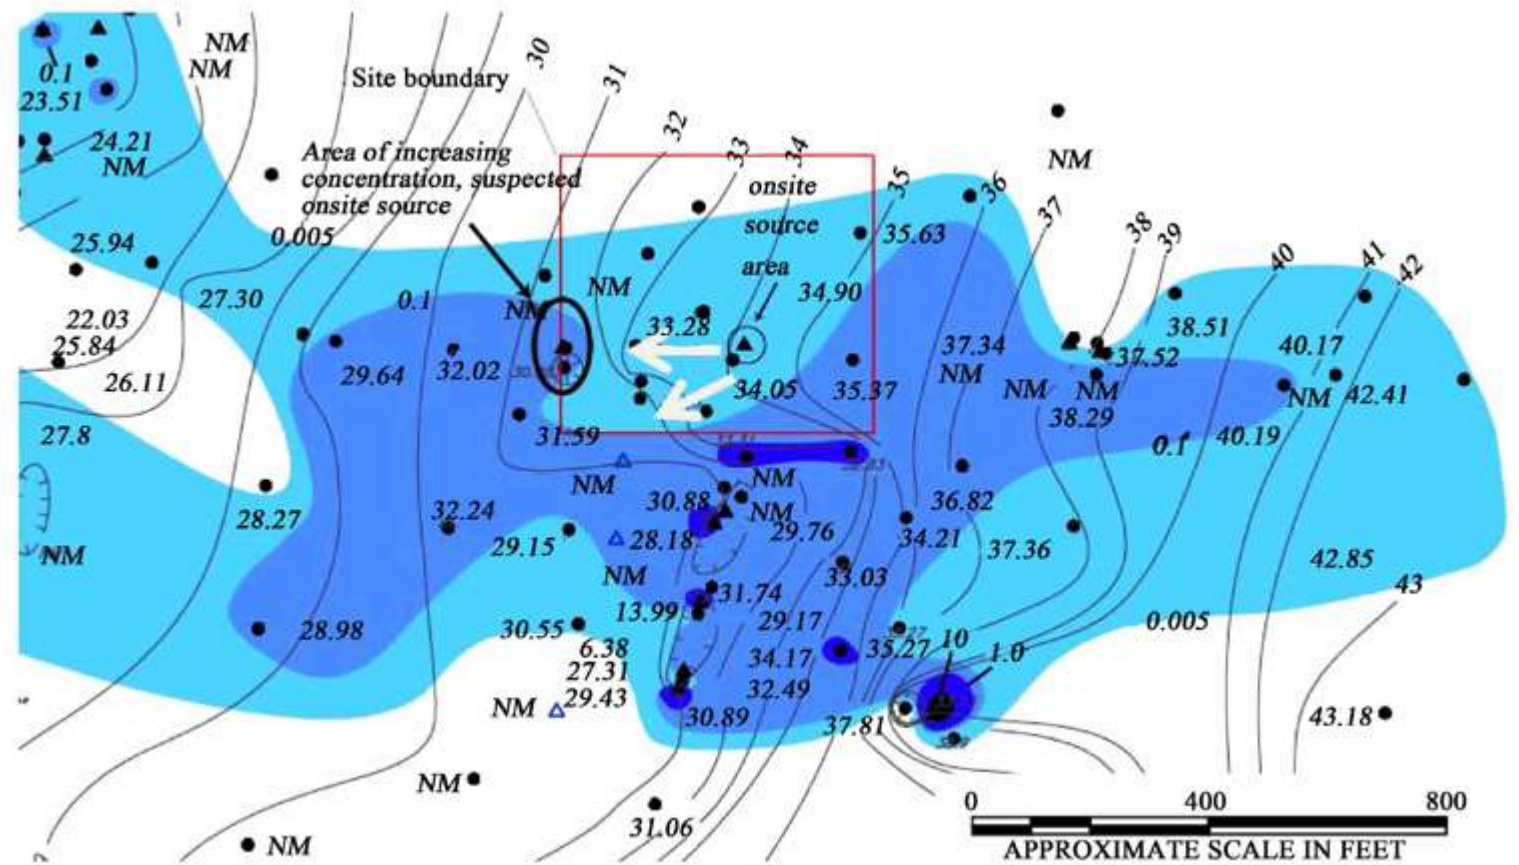 NM
NM
30
31
Site boundary
0.1
23.51
24.21
NM
32
33
34
35
36
37
38
39
40
41
42
NM
Area of increasing
concentration, suspected
onsite source
onsite
source
area
25.94
0.005
35.63
27.30
0.1
NM
NM
34.90
22.03
25.84
26.11
33.28
38.51
29.64
32.02
37.34
NM
37.52
40.17
34.05
35.37
NM
NM
NM
42.41
38.29
27.8
31.59
0.1
40.19
NM
NM
30.88
36.82
28.27
32.24
NM
29.76
34.21
NM
29.15
28.18
37.36
42.85
NM
33.03
43
31.74
13.99
29.17
28.98
30.55
0.005
6.38
27.31
29.43
34.17
32.49
35.27
10
1.0
NM
30.89
37.81
43.18
NM
31.06
NM
0
400
800
APPROXIMATE SCALE IN FEET